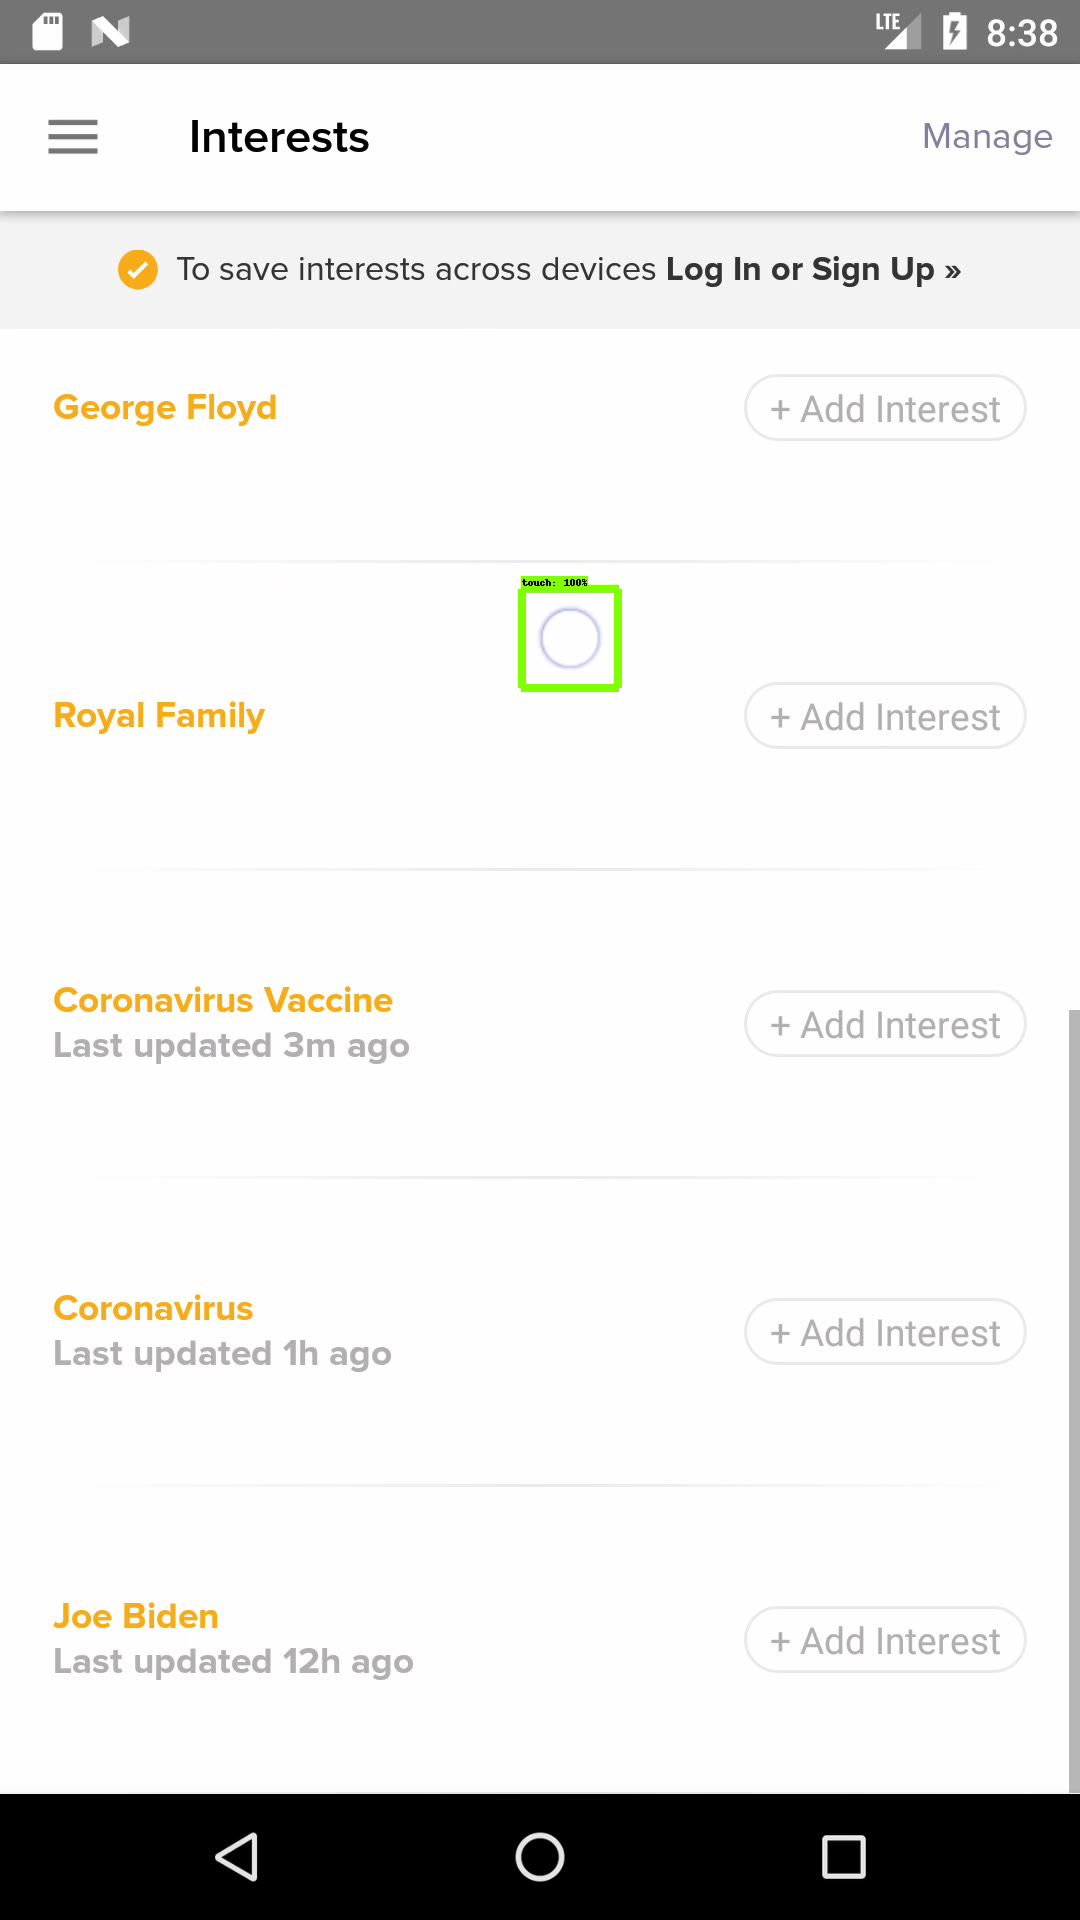 LTE 8:38
Interests
Manage
To save interests across devices Log In or Sign Up »
George Floyd
+ Add Interest
touch: 100%
Royal Family
+ Add Interest
Coronavirus Vaccine
Last updated 3m ago
+ Add Interest
Coronavirus
Last updated 1h ago
+ Add Interest
Joe Biden
Last updated 12h ago
+ Add Interest